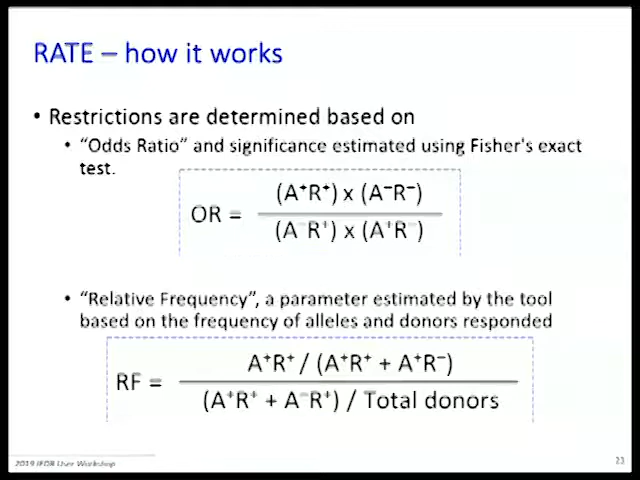 RATE – how it works
• Restrictions are determined based on
• “Odds Ratio” and significance estimated using Fisher's exact
test.
(A⁺R⁺) x (A⁻R⁻)
OR =
(A⁻R⁺) x (A⁺R⁻)
• “Relative Frequency”, a parameter estimated by the tool
based on the frequency of alleles and donors responded
A⁺R⁺ / (A⁺R⁺ + A⁺R⁻)
RF =
(A⁺R⁺ + A⁻R⁺) / Total donors
2019 IEDB User Workshop
23